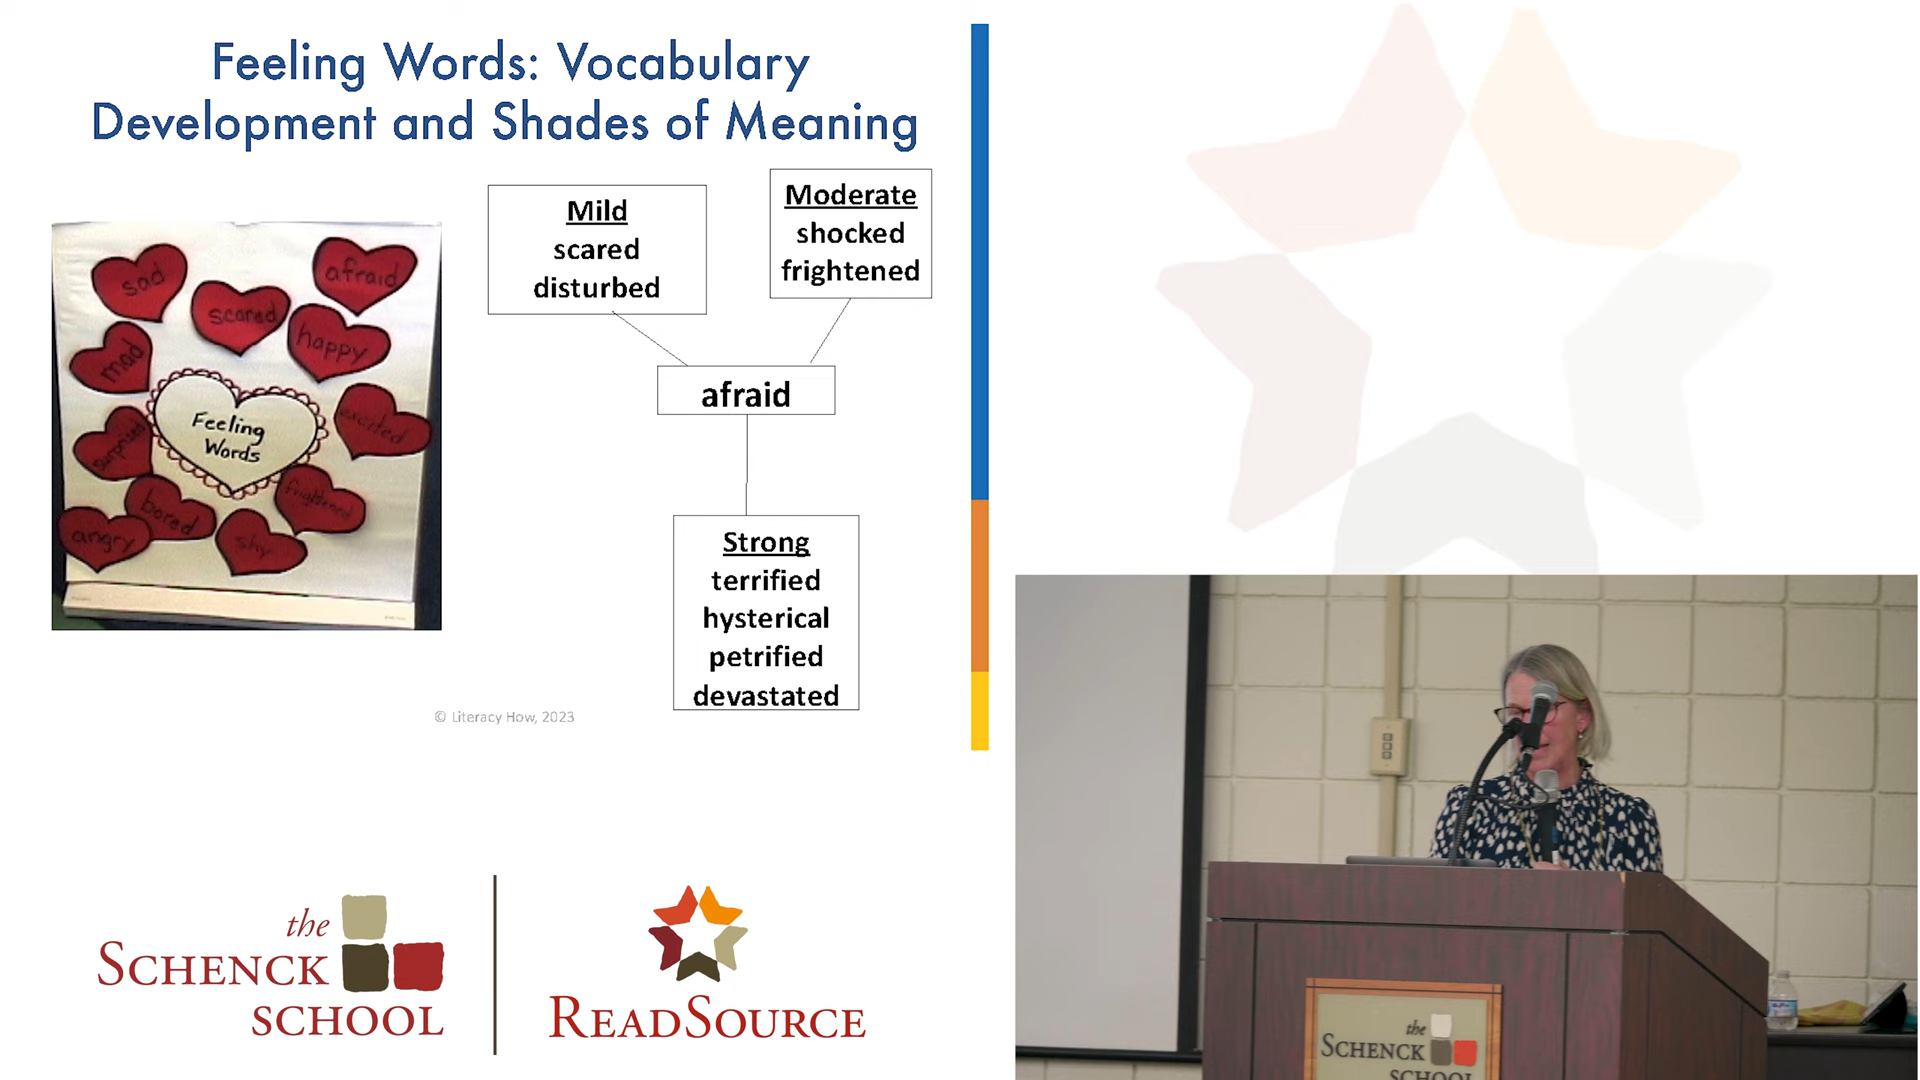 Feeling Words: Vocabulary
Development and Shades of Meaning
Mild
scared
disturbed
Moderate
shocked
frightened
afraid
Strong
terrified
hysterical
petrified
devastated
sad
afraid
scared
happy
mad
Feeling
Words
excited
surprised
frightened
bored
angry
shy
© Literacy How, 2023
the
SCHENCK
SCHOOL
READSOURCE
the
SCHENCK
SCHOOL